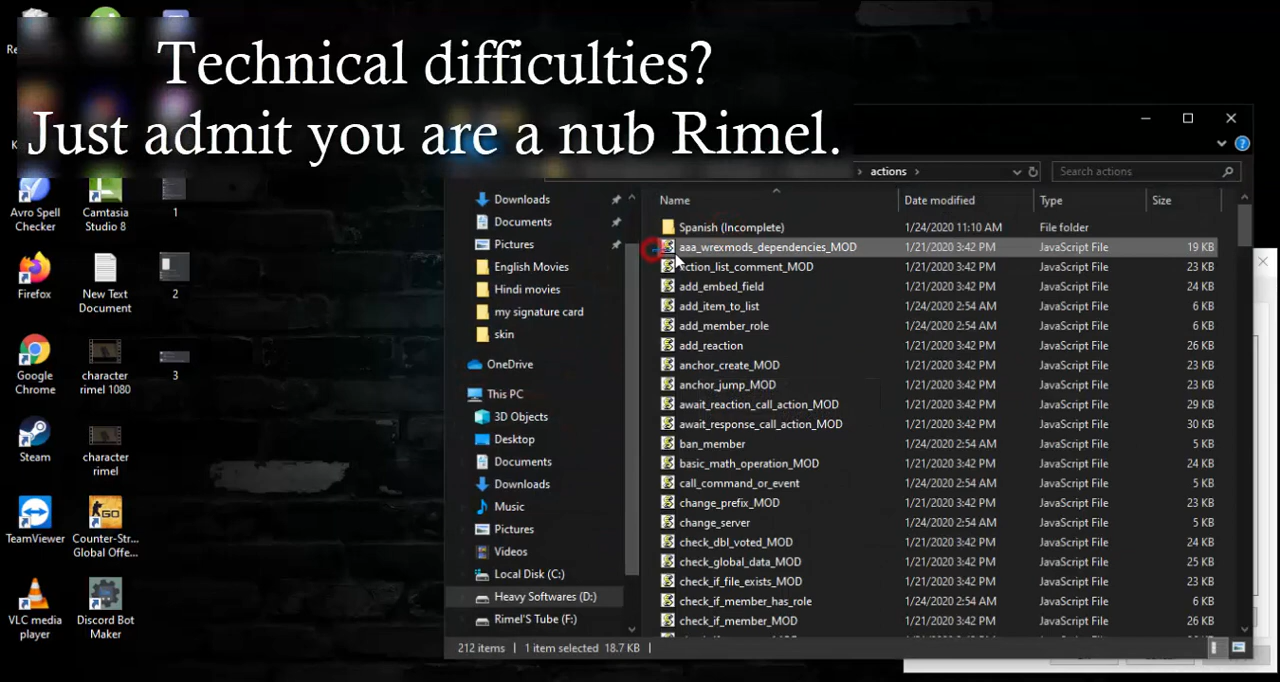 Technical difficulties?
Just admit you are a nub Rimel.
Avro Spell
Checker
Camtasia
Studio 8
1
Firefox
New Text
Document
2
Google
Chrome
character
rimel 1080
3
Steam
character
rimel
TeamViewer
Counter-Str...
Global Offe...
VLC media
player
Discord Bot
Maker
actions
Search actions
Downloads
Documents
Pictures
English Movies
Hindi movies
my signature card
skin
OneDrive
This PC
3D Objects
Desktop
Documents
Downloads
Music
Pictures
Videos
Local Disk (C:)
Heavy Softwares (D:)
Rimel'S Tube (F:)
Name Date modified Type Size
Spanish (Incomplete) 1/24/2020 11:10 AM File folder
aaa_wrexmods_dependencies_MOD 1/21/2020 3:42 PM JavaScript File 19 KB
ction_list_comment_MOD 1/21/2020 3:42 PM JavaScript File 23 KB
add_embed_field 1/21/2020 3:42 PM JavaScript File 24 KB
add_item_to_list 1/24/2020 2:54 AM JavaScript File 6 KB
add_member_role 1/24/2020 2:54 AM JavaScript File 6 KB
add_reaction 1/21/2020 3:42 PM JavaScript File 26 KB
anchor_create_MOD 1/21/2020 3:42 PM JavaScript File 23 KB
anchor_jump_MOD 1/21/2020 3:42 PM JavaScript File 23 KB
await_reaction_call_action_MOD 1/21/2020 3:42 PM JavaScript File 29 KB
await_response_call_action_MOD 1/21/2020 3:42 PM JavaScript File 30 KB
ban_member 1/24/2020 2:54 AM JavaScript File 5 KB
basic_math_operation_MOD 1/21/2020 3:42 PM JavaScript File 24 KB
call_command_or_event 1/24/2020 2:54 AM JavaScript File 5 KB
change_prefix_MOD 1/21/2020 3:42 PM JavaScript File 23 KB
change_server 1/24/2020 2:54 AM JavaScript File 5 KB
check_dbl_voted_MOD 1/21/2020 3:42 PM JavaScript File 24 KB
check_global_data_MOD 1/21/2020 3:42 PM JavaScript File 25 KB
check_if_file_exists_MOD 1/21/2020 3:42 PM JavaScript File 23 KB
check_if_member_has_role 1/24/2020 2:54 AM JavaScript File 6 KB
check_if_member_MOD 1/21/2020 3:42 PM JavaScript File 26 KB
212 items 1 item selected 18.7 KB